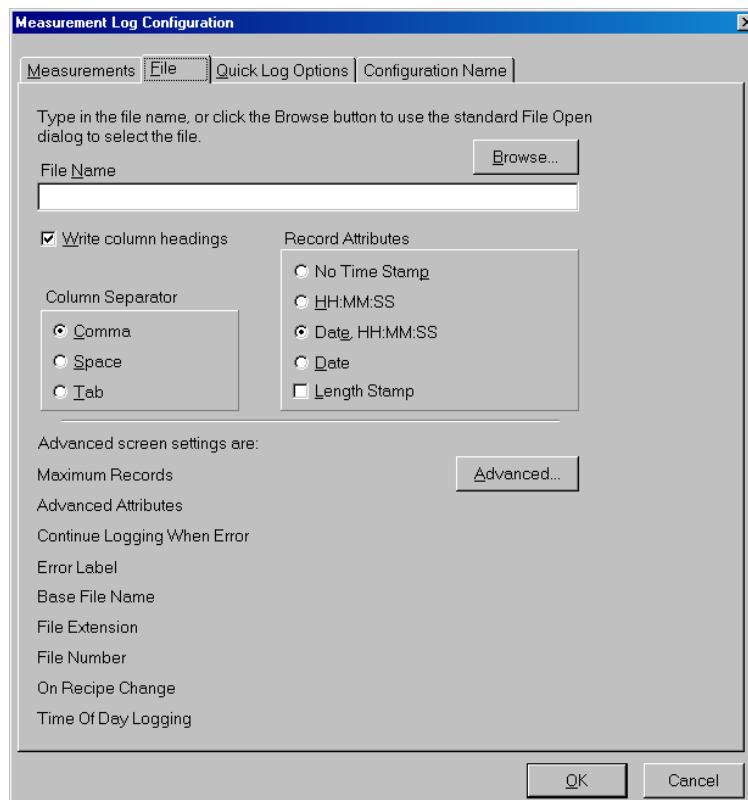 Measurement Log Configuration
Measurements
File
Quick Log Options
Configuration Name
Type in the file name, or click the Browse button to use the standard File Open
dialog to select the file.
Browse...
File Name
Write column headings
Record Attributes
No Time Stamp
HH:MM:SS
Date, HH:MM:SS
Date
Length Stamp
Column Separator
Comma
Space
Tab
Advanced screen settings are:
Maximum Records
Advanced...
Advanced Attributes
Continue Logging When Error
Error Label
Base File Name
File Extension
File Number
On Recipe Change
Time Of Day Logging
OK
Cancel